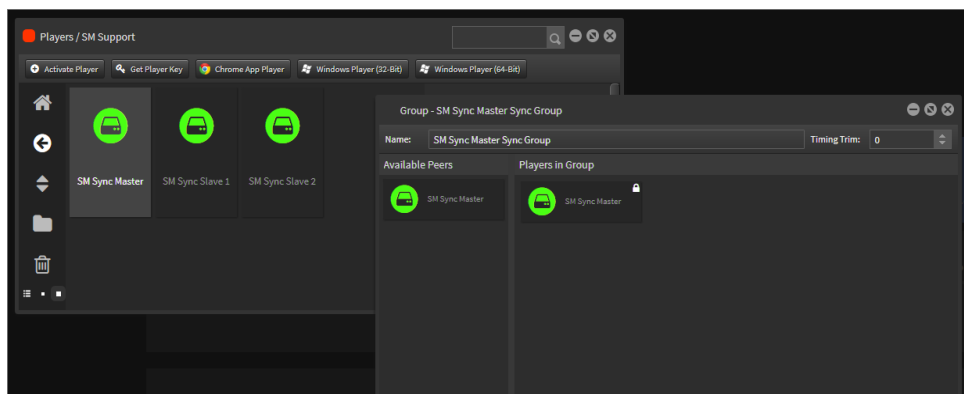 Players / SM Support
Activate Player Get Player Key Chrome App Player Windows Player (32-Bit) Windows Player (64-Bit)
SM Sync Master SM Sync Slave 1 SM Sync Slave 2
Group - SM Sync Master Sync Group
Name: SM Sync Master Sync Group Timing Trim: 0
Available Peers Players in Group
SM Sync Master SM Sync Master